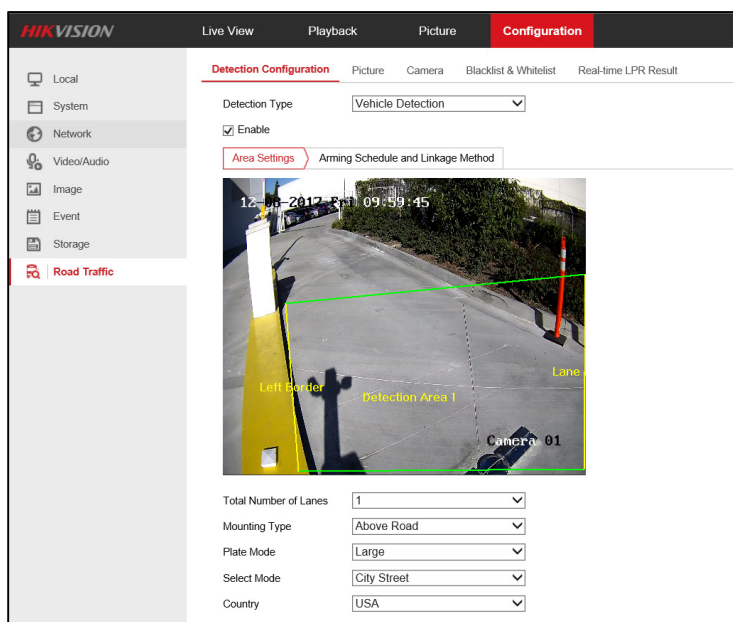 HIKVISION Live View Playback Picture Configuration
Local
System
Network
Video/Audio
Image
Event
Storage
Road Traffic
Detection Configuration Picture Camera Blacklist & Whitelist Real-time LPR Result
Detection Type Vehicle Detection
Enable
Area Settings Arming Schedule and Linkage Method
12-08-2017 Fri 09:59:45
Lane
Left Border
Detection Area 1
Camera 01
Total Number of Lanes 1
Mounting Type Above Road
Plate Mode Large
Select Mode City Street
Country USA